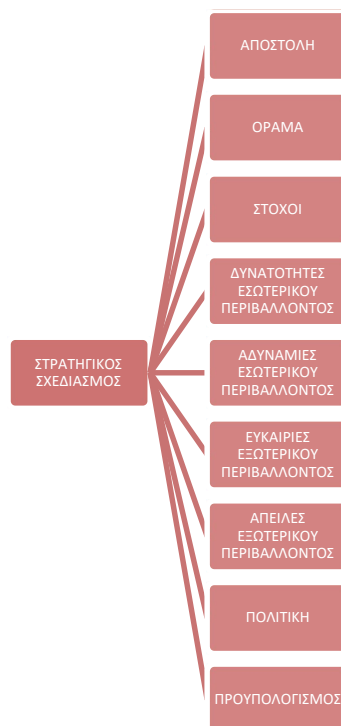 ΑΠΟΣΤΟΛΗ
ΟΡΑΜΑ
ΣΤΟΧΟΙ
ΔΥΝΑΤΟΤΗΤΕΣ
ΕΣΩΤΕΡΙΚΟΥ
ΠΕΡΙΒΑΛΛΟΝΤΟΣ
ΣΤΡΑΤΗΓΙΚΟΣ
ΣΧΕΔΙΑΣΜΟΣ
ΑΔΥΝΑΜΙΕΣ
ΕΣΩΤΕΡΙΚΟΥ
ΠΕΡΙΒΑΛΛΟΝΤΟΣ
ΕΥΚΑΙΡΙΕΣ
ΕΞΩΤΕΡΙΚΟΥ
ΠΕΡΙΒΑΛΛΟΝΤΟΣ
ΑΠΕΙΛΕΣ
ΕΞΩΤΕΡΙΚΟΥ
ΠΕΡΙΒΑΛΛΟΝΤΟΣ
ΠΟΛΙΤΙΚΗ
ΠΡΟΥΠΟΛΟΓΙΣΜΟΣ